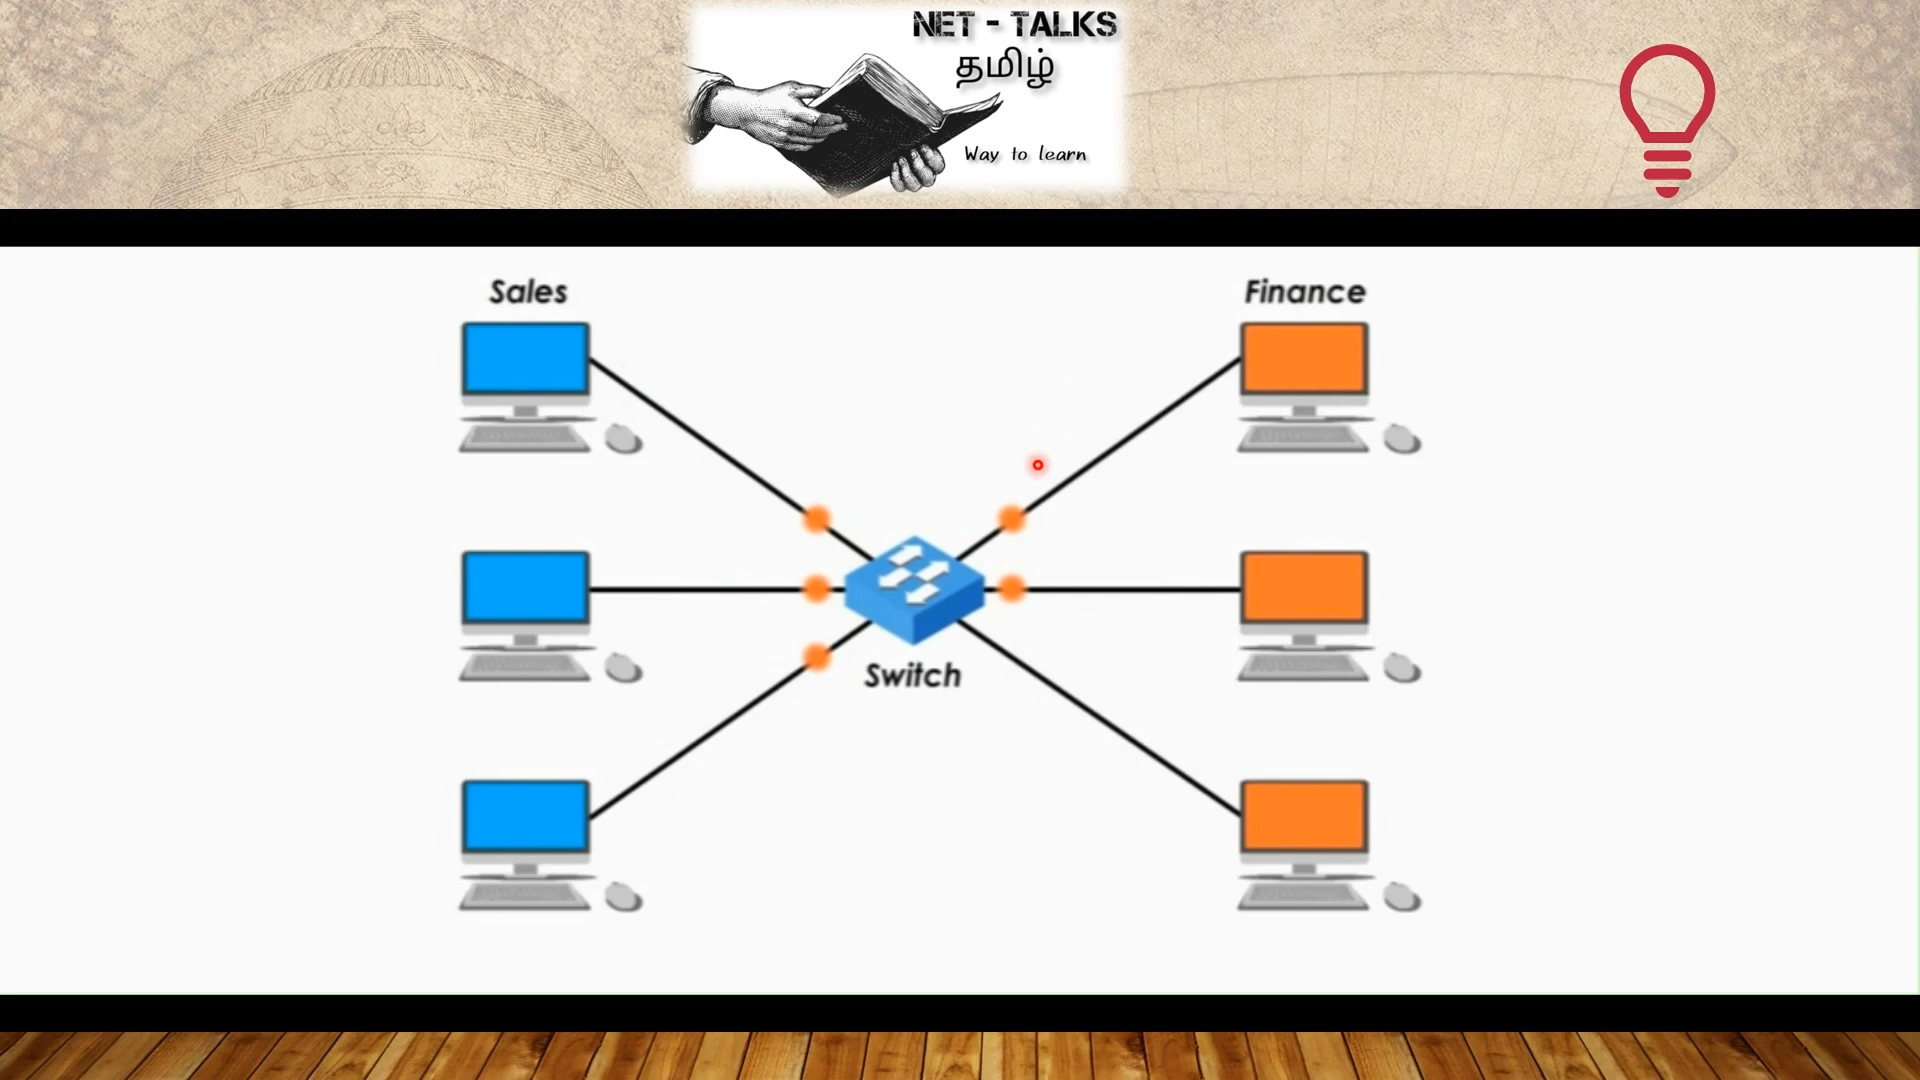 NET - TALKS
தமிழ்
Way to learn
Sales
Finance
Switch